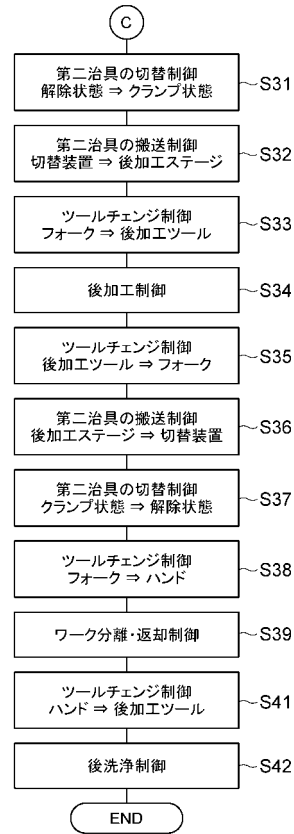 C
第二治具の切替制御
解除状態 ⇒ クランプ状態
S31
第二治具の搬送制御
切替装置 ⇒ 後加工ステージ
S32
ツールチェンジ制御
フォーク ⇒ 後加工ツール
S33
後加工制御
S34
ツールチェンジ制御
後加工ツール ⇒ フォーク
S35
第二治具の搬送制御
後加工ステージ ⇒ 切替装置
S36
第二治具の切替制御
クランプ状態 ⇒ 解除状態
S37
ツールチェンジ制御
フォーク ⇒ ハンド
S38
ワーク分離・返却制御
S39
ツールチェンジ制御
ハンド ⇒ 後加工ツール
S41
後洗浄制御
S42
END